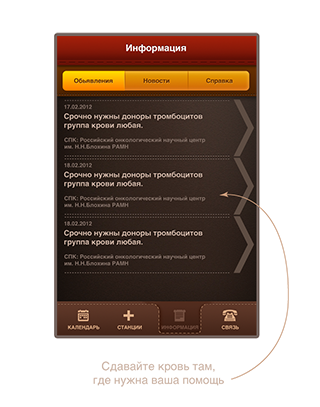 Информация
Объявления Новости Справка
17.02.2012
Срочно нужны доноры тромбоцитов
группа крови любая.
СПК: Российский онкологический научный центр
им. Н.Н.Блохина РАМН
18.02.2012
Срочно нужны доноры тромбоцитов
группа крови любая.
СПК: Российский онкологический научный центр
им. Н.Н.Блохина РАМН
18.02.2012
Срочно нужны доноры тромбоцитов
группа крови любая.
СПК: Российский онкологический научный центр
им. Н.Н.Блохина РАМН
КАЛЕНДАРЬ СТАНЦИИ ИНФОРМАЦИЯ СВЯЗЬ
Сдавайте кровь там,
где нужна ваша помощь